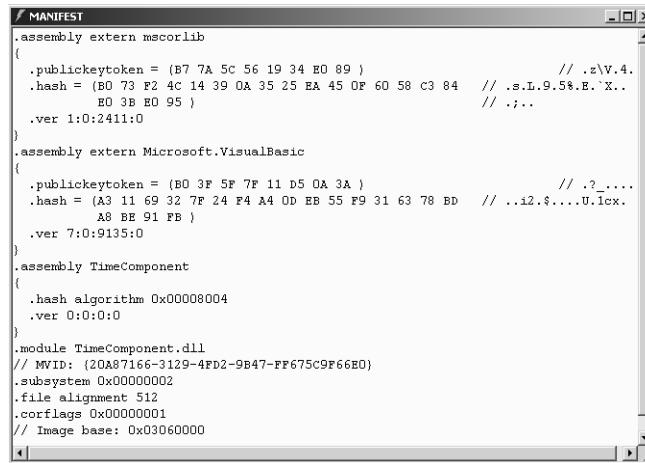 MANIFEST
.assembly extern mscorlib
{
.publickeytoken = (B7 7A 5C 56 19 34 E0 89 ) // .z\V.4.
.hash = (B0 73 F2 4C 14 39 0A 35 25 EA 45 0F 60 58 C3 84 // .s.L.9.5%.E.`X..
E0 3B E0 95 ) // .;..
.ver 1:0:2411:0
}
.assembly extern Microsoft.VisualBasic
{
.publickeytoken = (B0 3F 5F 7F 11 D5 0A 3A ) // .?_....
.hash = (A3 11 69 32 7F 24 F4 A4 0D EB 55 F9 31 63 78 BD // ..i2.$....U.1cx.
A8 BE 91 FB )
.ver 7:0:9135:0
}
.assembly TimeComponent
{
.hash algorithm 0x00008004
.ver 0:0:0:0
}
.module TimeComponent.dll
// MVID: {20A87166-3129-4FD2-9B47-FF675C9F66E0}
.subsystem 0x00000002
.file alignment 512
.corflags 0x00000001
// Image base: 0x03060000